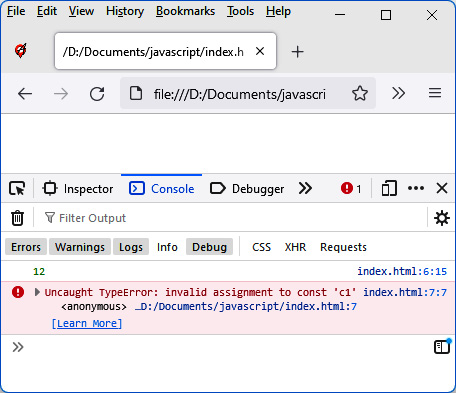 File Edit View History Bookmarks Tools Help
/D:/Documents/javascript/index.h
file:///D:/Documents/javascri
Inspector Console Debugger 1
Filter Output
Errors Warnings Logs Info Debug CSS XHR Requests
12 index.html:6:15
Uncaught TypeError: invalid assignment to const 'c1' index.html:7:7
<anonymous> …D:/Documents/javascript/index.html:7
[Learn More]